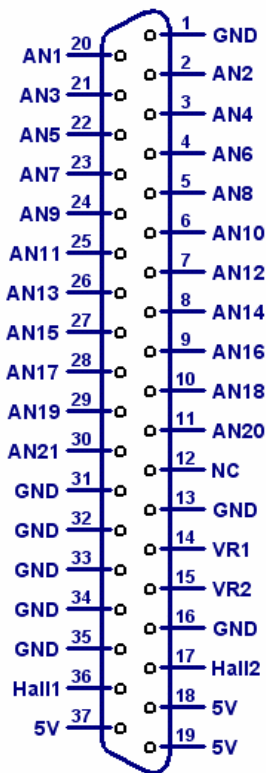 1 GND
AN1 20
2 AN2
AN3 21
3 AN4
AN5 22
4 AN6
AN7 23
5 AN8
AN9 24
6 AN10
AN11 25
7 AN12
AN13 26
8 AN14
AN15 27
9 AN16
AN17 28
10 AN18
AN19 29
11 AN20
AN21 30
12 NC
GND 31
13 GND
GND 32
14 VR1
GND 33
15 VR2
GND 34
16 GND
GND 35
17 Hall2
Hall1 36
18 5V
5V 37
19 5V